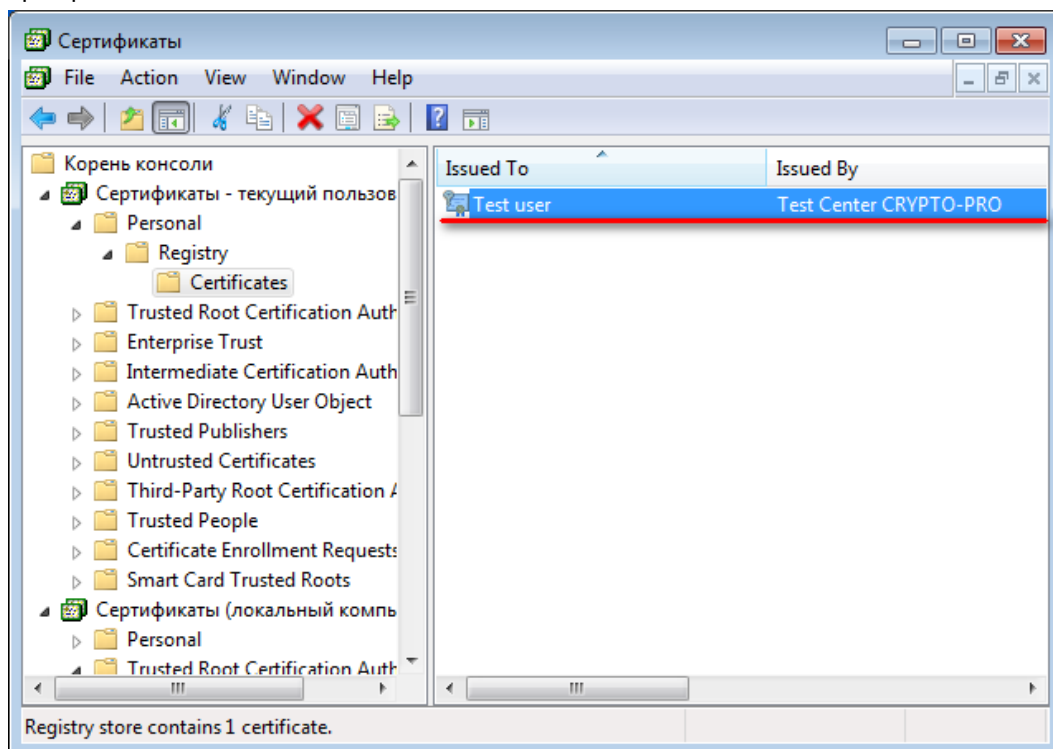 Сертификаты
File Action View Window Help
Корень консоли
Issued To Issued By
Сертификаты - текущий пользов
Test user Test Center CRYPTO-PRO
Personal
Registry
Certificates
Trusted Root Certification Auth
Enterprise Trust
Intermediate Certification Auth
Active Directory User Object
Trusted Publishers
Untrusted Certificates
Third-Party Root Certification A
Trusted People
Certificate Enrollment Requests
Smart Card Trusted Roots
Сертификаты (локальный компь
Personal
Trusted Root Certification Auth
Registry store contains 1 certificate.